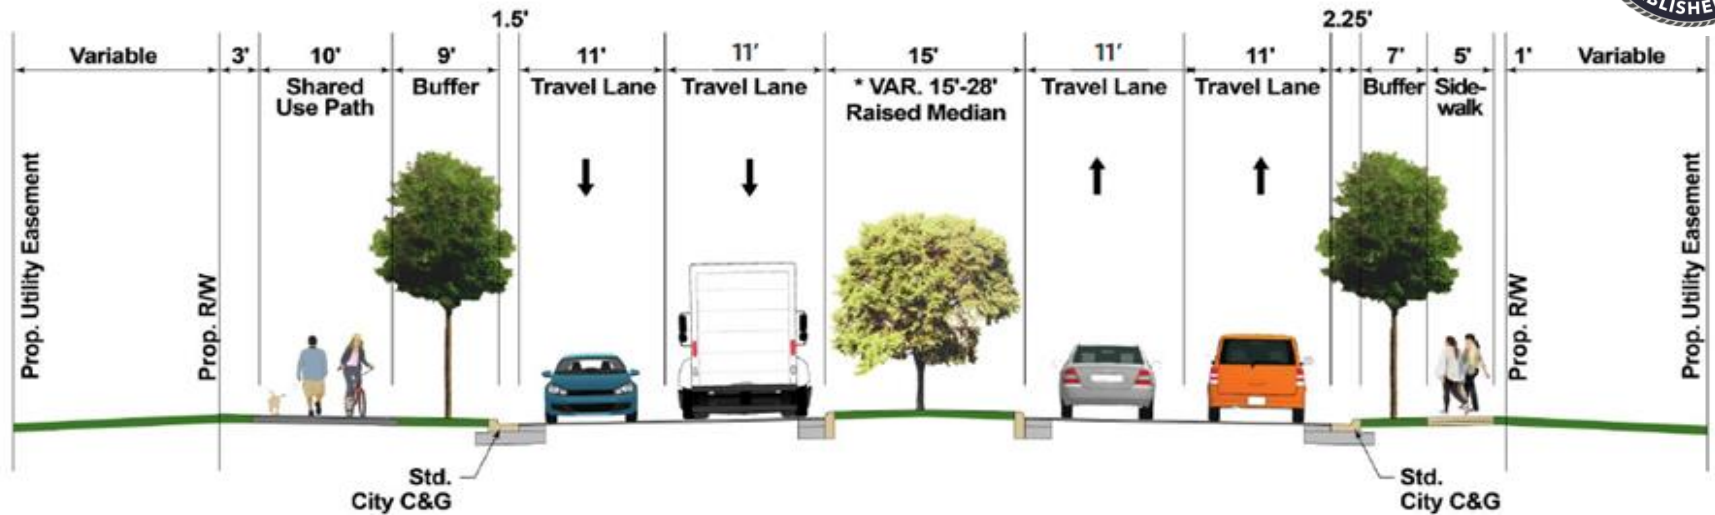 1.5'
2.25'
Variable
3'
10'
9'
11'
11'
15'
11'
11'
7'
5'
1'
Variable
Shared
Use Path
Buffer
Travel Lane
Travel Lane
* VAR. 15'-28'
Raised Median
Travel Lane
Travel Lane
Buffer
Side-
walk
Prop. Utility Easement
Prop. R/W
Prop. R/W
Prop. Utility Easement
Std.
City C&G
Std.
City C&G